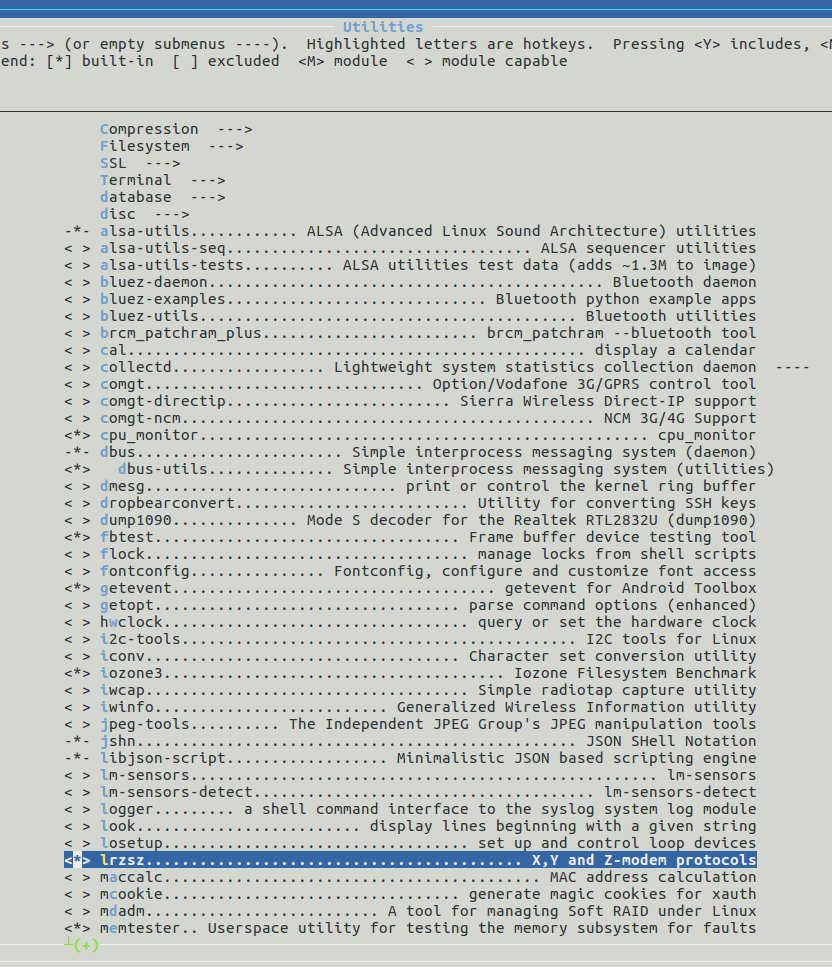 Utilities
s ---> (or empty submenus ----).  Highlighted letters are hotkeys.  Pressing <Y> includes, <
end: [*] built-in  [ ] excluded  <M> module  < > module capable
Compression  --->
Filesystem  --->
SSL  --->
Terminal  --->
database  --->
disc  --->
-*- alsa-utils............ ALSA (Advanced Linux Sound Architecture) utilities
< > alsa-utils-seq.................................. ALSA sequencer utilities
< > alsa-utils-tests.......... ALSA utilities test data (adds ~1.3M to image)
< > bluez-daemon............................................ Bluetooth daemon
< > bluez-examples............................. Bluetooth python example apps
< > bluez-utils.......................................... Bluetooth utilities
< > brcm_patchram_plus........................ brcm_patchram --bluetooth tool
< > cal................................................... display a calendar
< > collectd................. Lightweight system statistics collection daemon  ----
< > comgt............................... Option/Vodafone 3G/GPRS control tool
< > comgt-directip......................... Sierra Wireless Direct-IP support
< > comgt-ncm.............................................. NCM 3G/4G Support
<*> cpu_monitor.................................................. cpu_monitor
-*- dbus....................... Simple interprocess messaging system (daemon)
<*>   dbus-utils.............. Simple interprocess messaging system (utilities)
< > dmesg............................ print or control the kernel ring buffer
< > dropbearconvert.......................... Utility for converting SSH keys
< > dump1090.............. Mode S decoder for the Realtek RTL2832U (dump1090)
<*> fbtest.................................. Frame buffer device testing tool
< > flock.................................... manage locks from shell scripts
< > fontconfig............... Fontconfig, configure and customize font access
<*> getevent.................................... getevent for Android Toolbox
< > getopt.................................. parse command options (enhanced)
< > hwclock.................................. query or set the hardware clock
< > i2c-tools............................................ I2C tools for Linux
< > iconv................................... Character set conversion utility
<*> iozone3....................................... Iozone Filesystem Benchmark
< > iwcap.................................... Simple radiotap capture utility
< > iwinfo.......................... Generalized Wireless Information utility
< > jpeg-tools.......... The Independent JPEG Group's JPEG manipulation tools
-*- jshn................................................. JSON SHell Notation
-*- libjson-script.................. Minimalistic JSON based scripting engine
< > lm-sensors.................................................... lm-sensors
< > lm-sensors-detect...................................... lm-sensors-detect
< > logger......... a shell command interface to the syslog system log module
< > look......................... display lines beginning with a given string
< > losetup.................................. set up and control loop devices
<*> lrzsz.......................................... X,Y and Z-modem protocols
< > maccalc.......................................... MAC address calculation
< > mcookie................................. generate magic cookies for xauth
< > mdadm.......................... A tool for managing Soft RAID under Linux
<*> memtester.. Userspace utility for testing the memory subsystem for faults
(+)